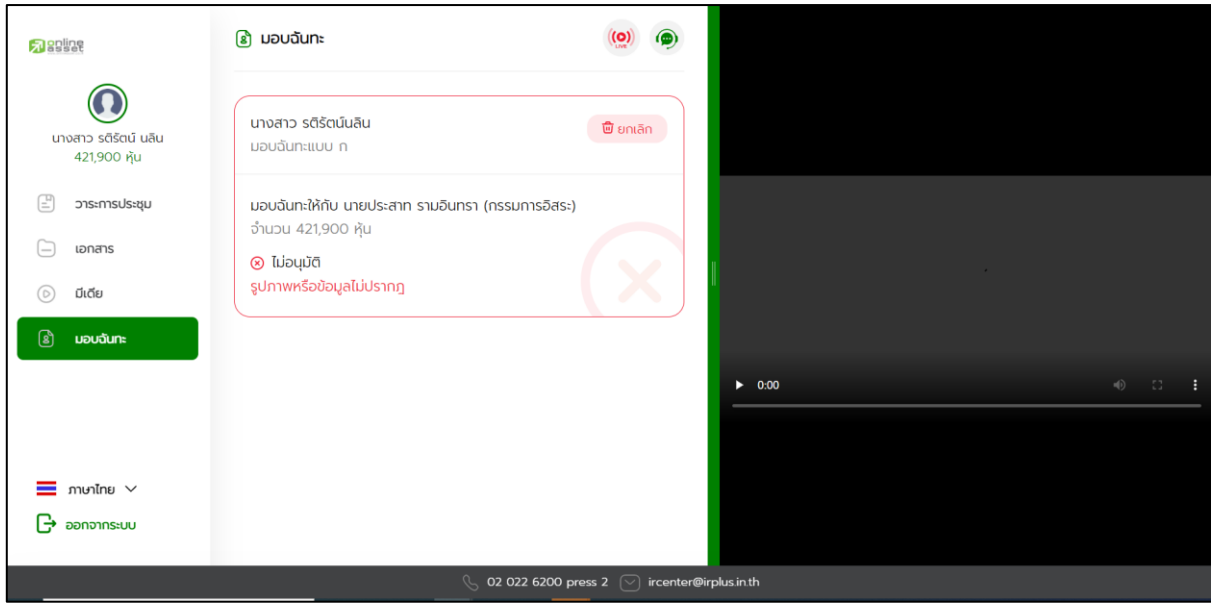 online
asset
นางสาว รติรัตน์ นลิน
421,900 หุ้น
วาระการประชุม
เอกสาร
มีเดีย
มอบฉันทะ
ภาษาไทย
ออกจากระบบ
มอบฉันทะ
LIVE
นางสาว รติรัตน์นลิน
ยกเลิก
มอบฉันทะแบบ ก
มอบฉันทะให้กับ นายประสาท รามอินทรา (กรรมการอิสระ)
จำนวน 421,900 หุ้น
ไม่อนุมัติ
รูปภาพหรือข้อมูลไม่ปรากฎ
0:00
02 022 6200 press 2 ircenter@irplus.in.th